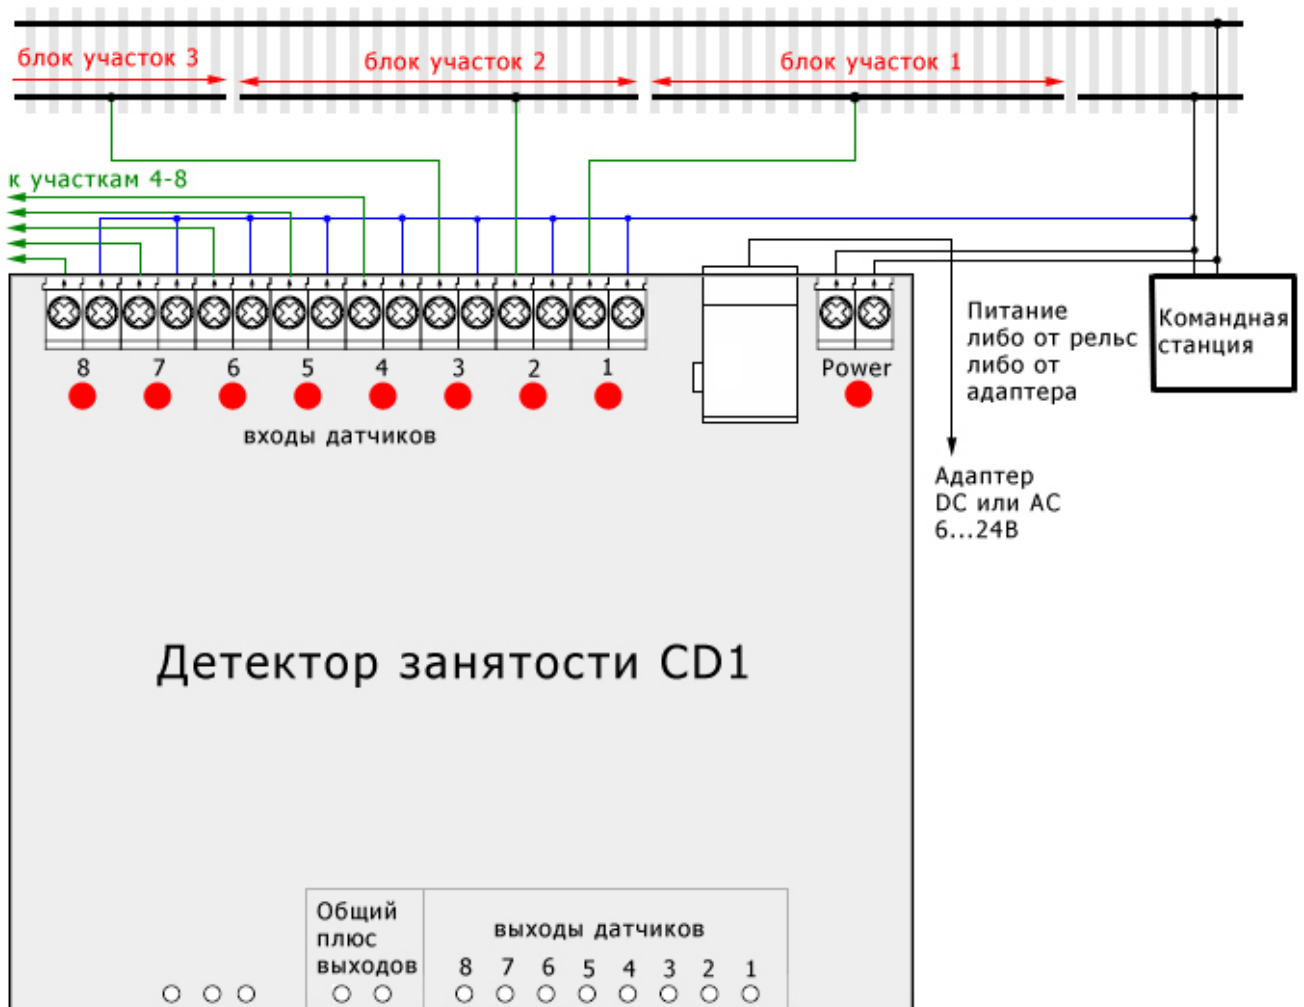 блок участок 3
блок участок 2
блок участок 1
к участкам 4-8
8 7 6 5 4 3 2 1
Power
входы датчиков
Питание
либо от рельс
либо от
адаптера
Командная
станция
Адаптер
DC или AC
6...24В
Детектор занятости CD1
Общий
плюс
выходов
выходы датчиков
8 7 6 5 4 3 2 1